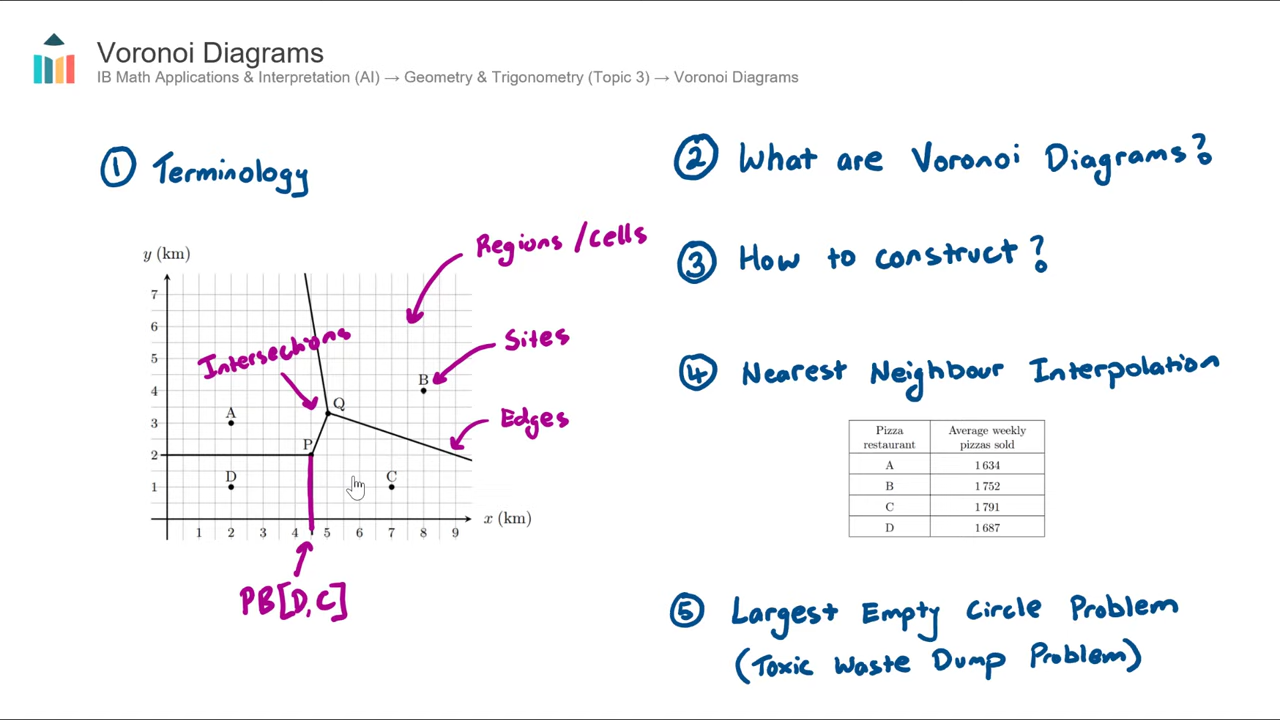 Voronoi Diagrams
IB Math Applications & Interpretation (AI) → Geometry & Trigonometry (Topic 3) → Voronoi Diagrams
① Terminology
y (km)
7
6
5
4
3
2
1
1 2 3 4 5 6 7 8 9
x (km)
Regions / cells
Intersections
Sites
B
Q
A
Edges
P
D
C
PB[D,C]
② What are Voronoi Diagrams?
③ How to construct?
④ Nearest Neighbour Interpolation
Pizza restaurant
Average weekly pizzas sold
A 1 634
B 1 752
C 1 791
D 1 687
⑤ Largest Empty Circle Problem
(Toxic Waste Dump Problem)